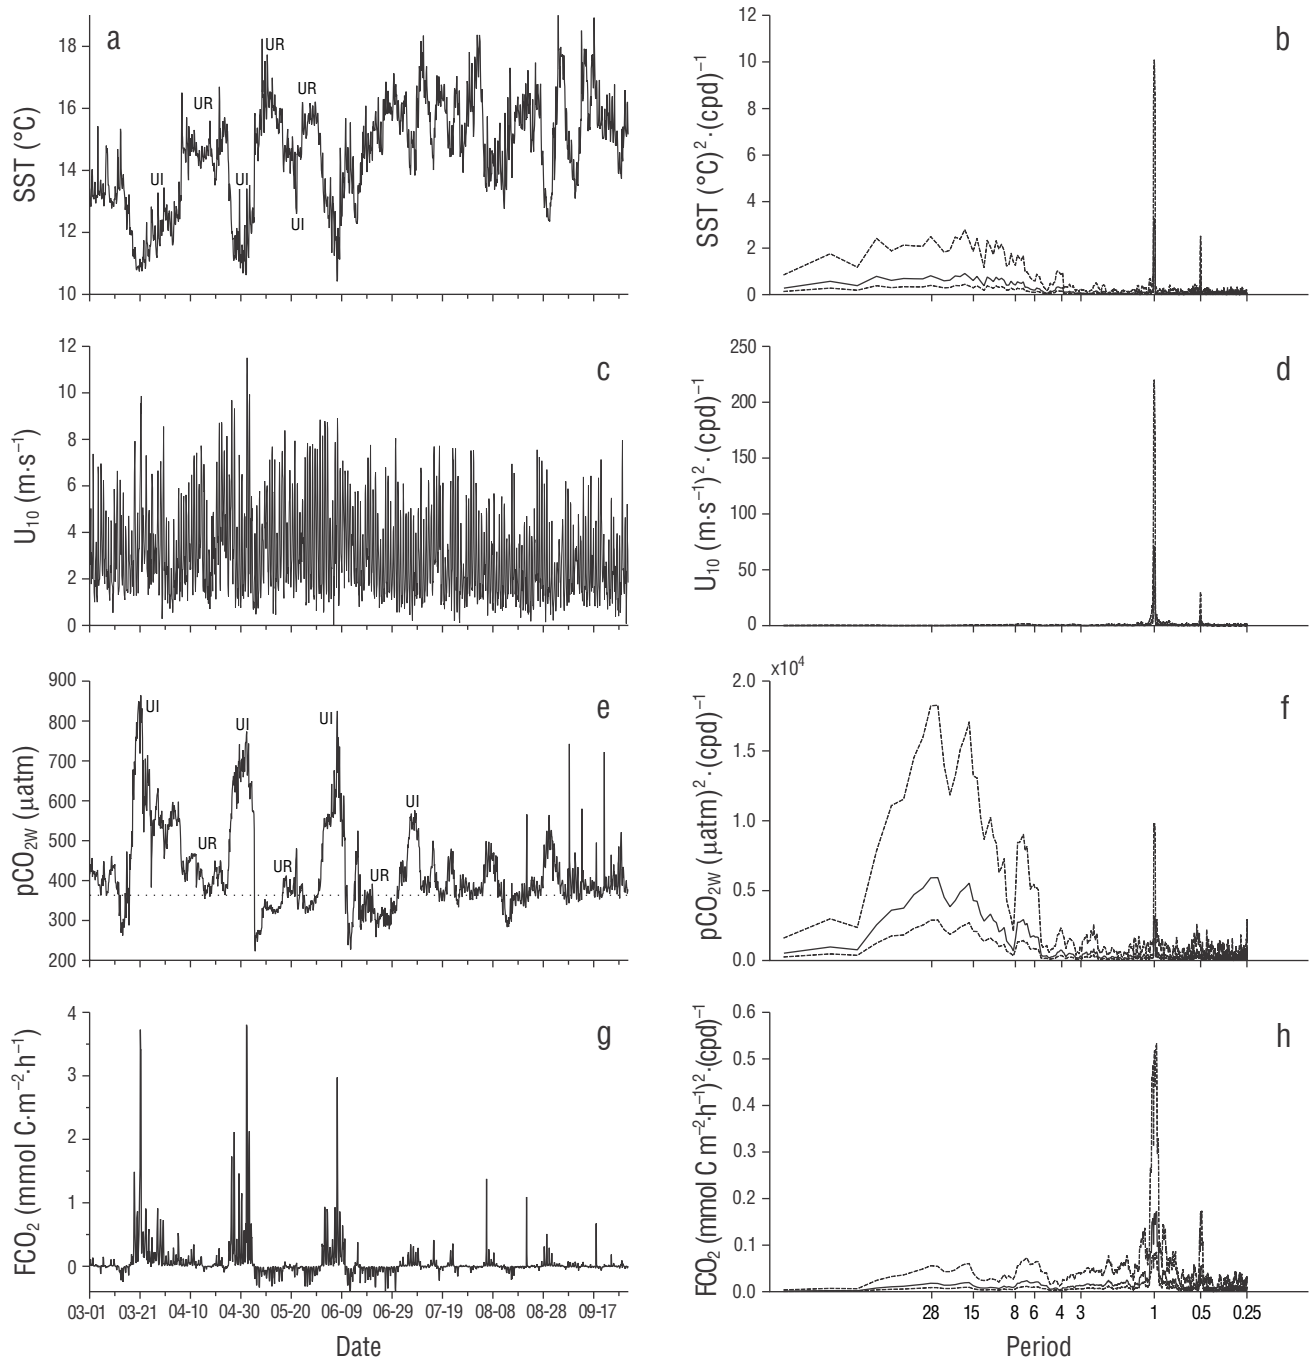 a
SST (°C)
18
16
14
12
10
UI
UR
UI
UR
UI
UR
b
SST (°C)²·(cpd)⁻¹
12
10
8
6
4
2
0
c
U₁₀ (m·s⁻¹)
12
10
8
6
4
2
0
d
U₁₀ (m·s⁻¹)²·(cpd)⁻¹
250
200
150
100
50
0
e
pCO₂w (µatm)
900
800
700
600
500
400
300
200
UI
UR
UI
UR
UI
UR
UI
f
pCO₂w (µatm)²·(cpd)⁻¹
x10⁴
2.0
1.5
1.0
0.5
0.0
g
FCO₂ (mmol C·m⁻²·h⁻¹)
4
3
2
1
0
03-01 03-21 04-10 04-30 05-20 06-09 06-29 07-19 08-08 08-28 09-17
Date
h
FCO₂ (mmol C m⁻²·h⁻¹)²·(cpd)⁻¹
0.6
0.5
0.4
0.3
0.2
0.1
0.0
28 15 8 6 4 3 1 0.5 0.25
Period